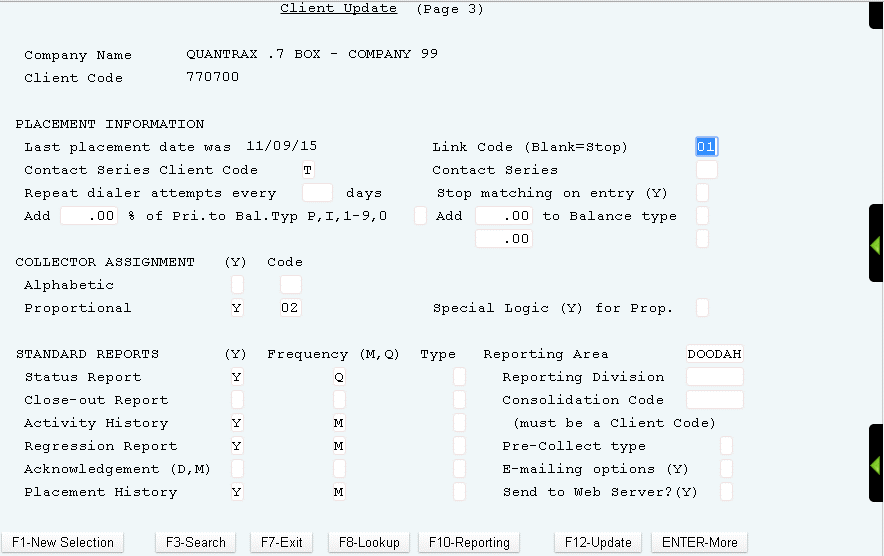 Client Update (Page 3)
Company Name QUANTRAX .7 BOX - COMPANY 99
Client Code 770700
PLACEMENT INFORMATION
Last placement date was 11/09/15 Link Code (Blank=Stop) 01
Contact Series Client Code T Contact Series
Repeat dialer attempts every days Stop matching on entry (Y)
Add .00 % of Pri.to Bal.Typ P,I,1-9,0 Add .00 to Balance type
.00
COLLECTOR ASSIGNMENT (Y) Code
Alphabetic
Proportional Y 02 Special Logic (Y) for Prop.
STANDARD REPORTS (Y) Frequency (M,Q) Type Reporting Area DOODAH
Status Report Y Q Reporting Division
Close-out Report Consolidation Code
Activity History Y M (must be a Client Code)
Regression Report Y M Pre-Collect type
Acknowledgement (D,M) E-mailing options (Y)
Placement History Y M Send to Web Server?(Y)
F1-New Selection F3-Search F7-Exit F8-Lookup F10-Reporting F12-Update ENTER-More